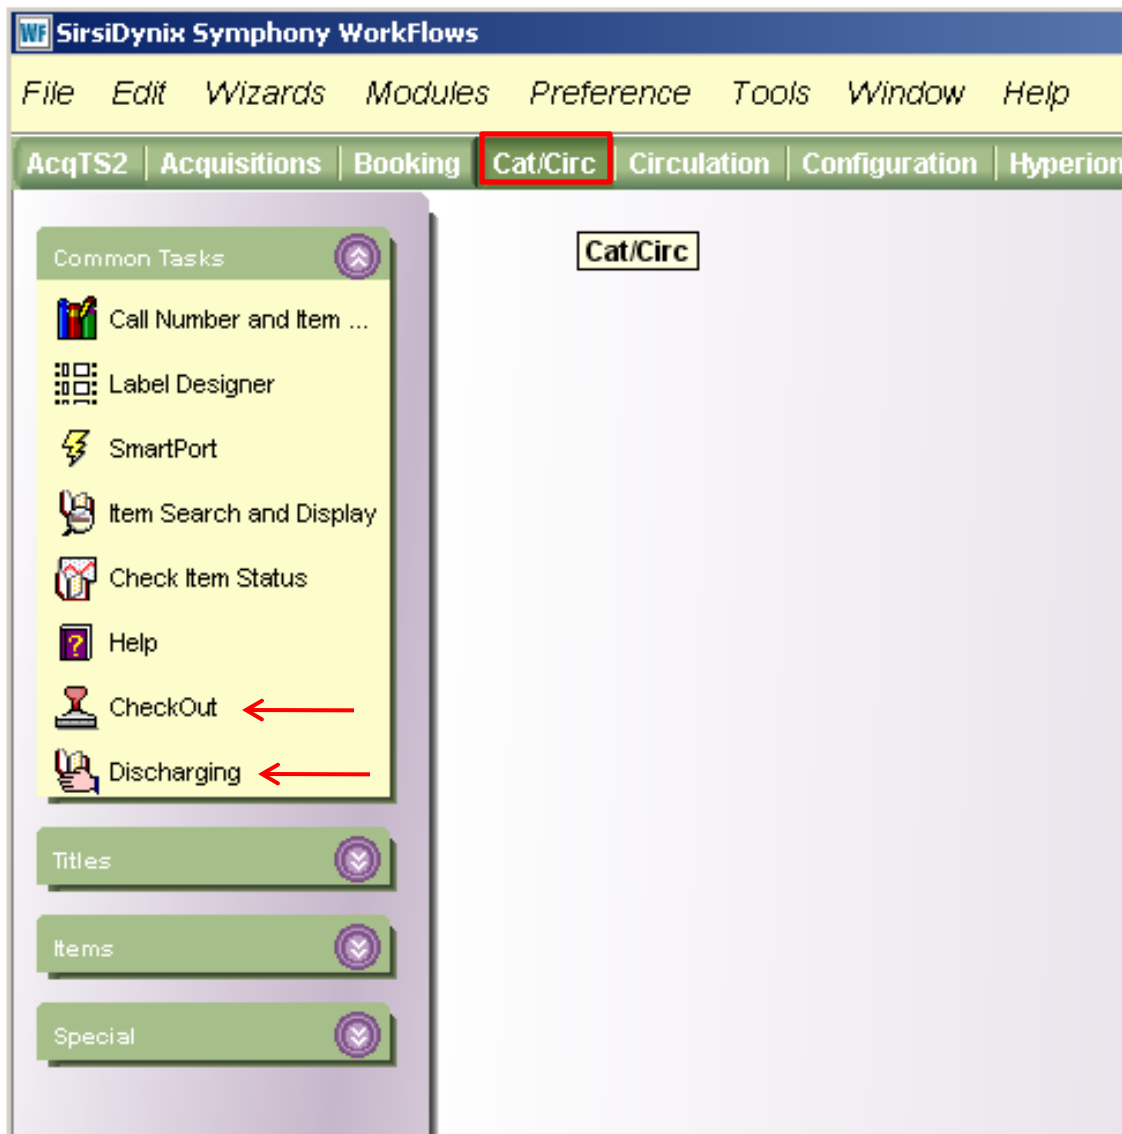 WF SirsiDynix Symphony WorkFlows
File Edit Wizards Modules Preference Tools Window Help
AcqTS2 Acquisitions Booking Cat/Circ Circulation Configuration Hyperion
Common Tasks
Cat/Circ
Call Number and Item ...
Label Designer
SmartPort
Item Search and Display
Check Item Status
? Help
CheckOut
Discharging
Titles
Items
Special